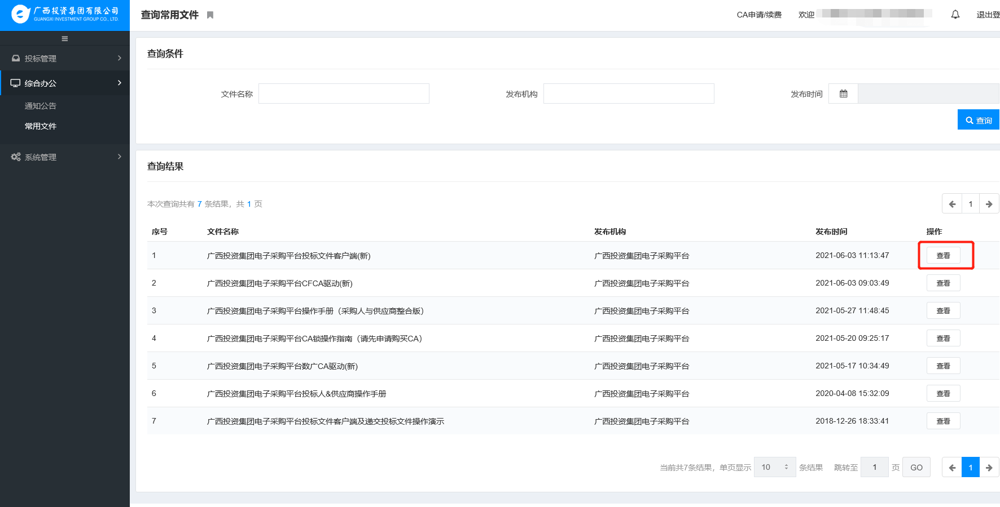 广西投资集团有限公司
GUANGXI INVESTMENT GROUP CO., LTD.
查询常用文件
CA申请/续费 欢迎 退出登
投标管理
综合办公
通知公告
常用文件
系统管理
查询条件
文件名称 发布机构 发布时间
查询
查询结果
本次查询共有 7 条结果，共 1 页
1
序号 文件名称 发布机构 发布时间 操作
1 广西投资集团电子采购平台投标文件客户端(新) 广西投资集团电子采购平台 2021-06-03 11:13:47 查看
2 广西投资集团电子采购平台CFCA驱动(新) 广西投资集团电子采购平台 2021-06-03 09:03:49 查看
3 广西投资集团电子采购平台操作手册（采购人与供应商整合版） 广西投资集团电子采购平台 2021-05-27 11:48:45 查看
4 广西投资集团电子采购平台CA锁操作指南（请先申请购买CA） 广西投资集团电子采购平台 2021-05-20 09:25:17 查看
5 广西投资集团电子采购平台数广CA驱动(新) 广西投资集团电子采购平台 2021-05-17 10:34:49 查看
6 广西投资集团电子采购平台投标人&供应商操作手册 广西投资集团电子采购平台 2020-04-08 15:32:09 查看
7 广西投资集团电子采购平台投标文件客户端及递交投标文件操作演示 广西投资集团电子采购平台 2018-12-26 18:33:41 查看
当前共7条结果，单页显示 10 条结果 跳转至 1 页 GO 1